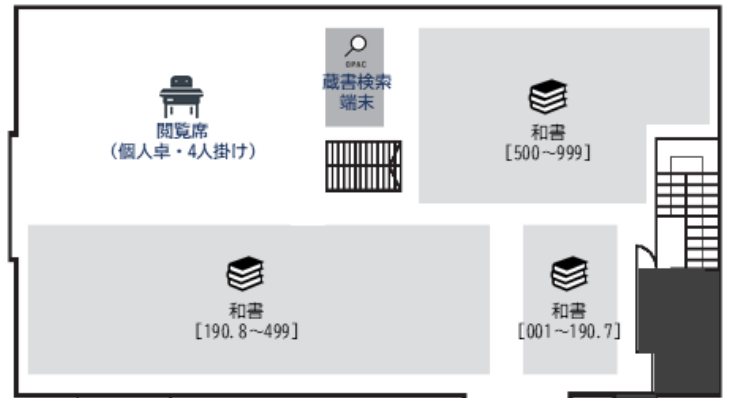 OPAC
蔵書検索
端末
閲覧席
（個人卓・4人掛け）
和書
[500～999]
和書
[190.8～499]
和書
[001～190.7]